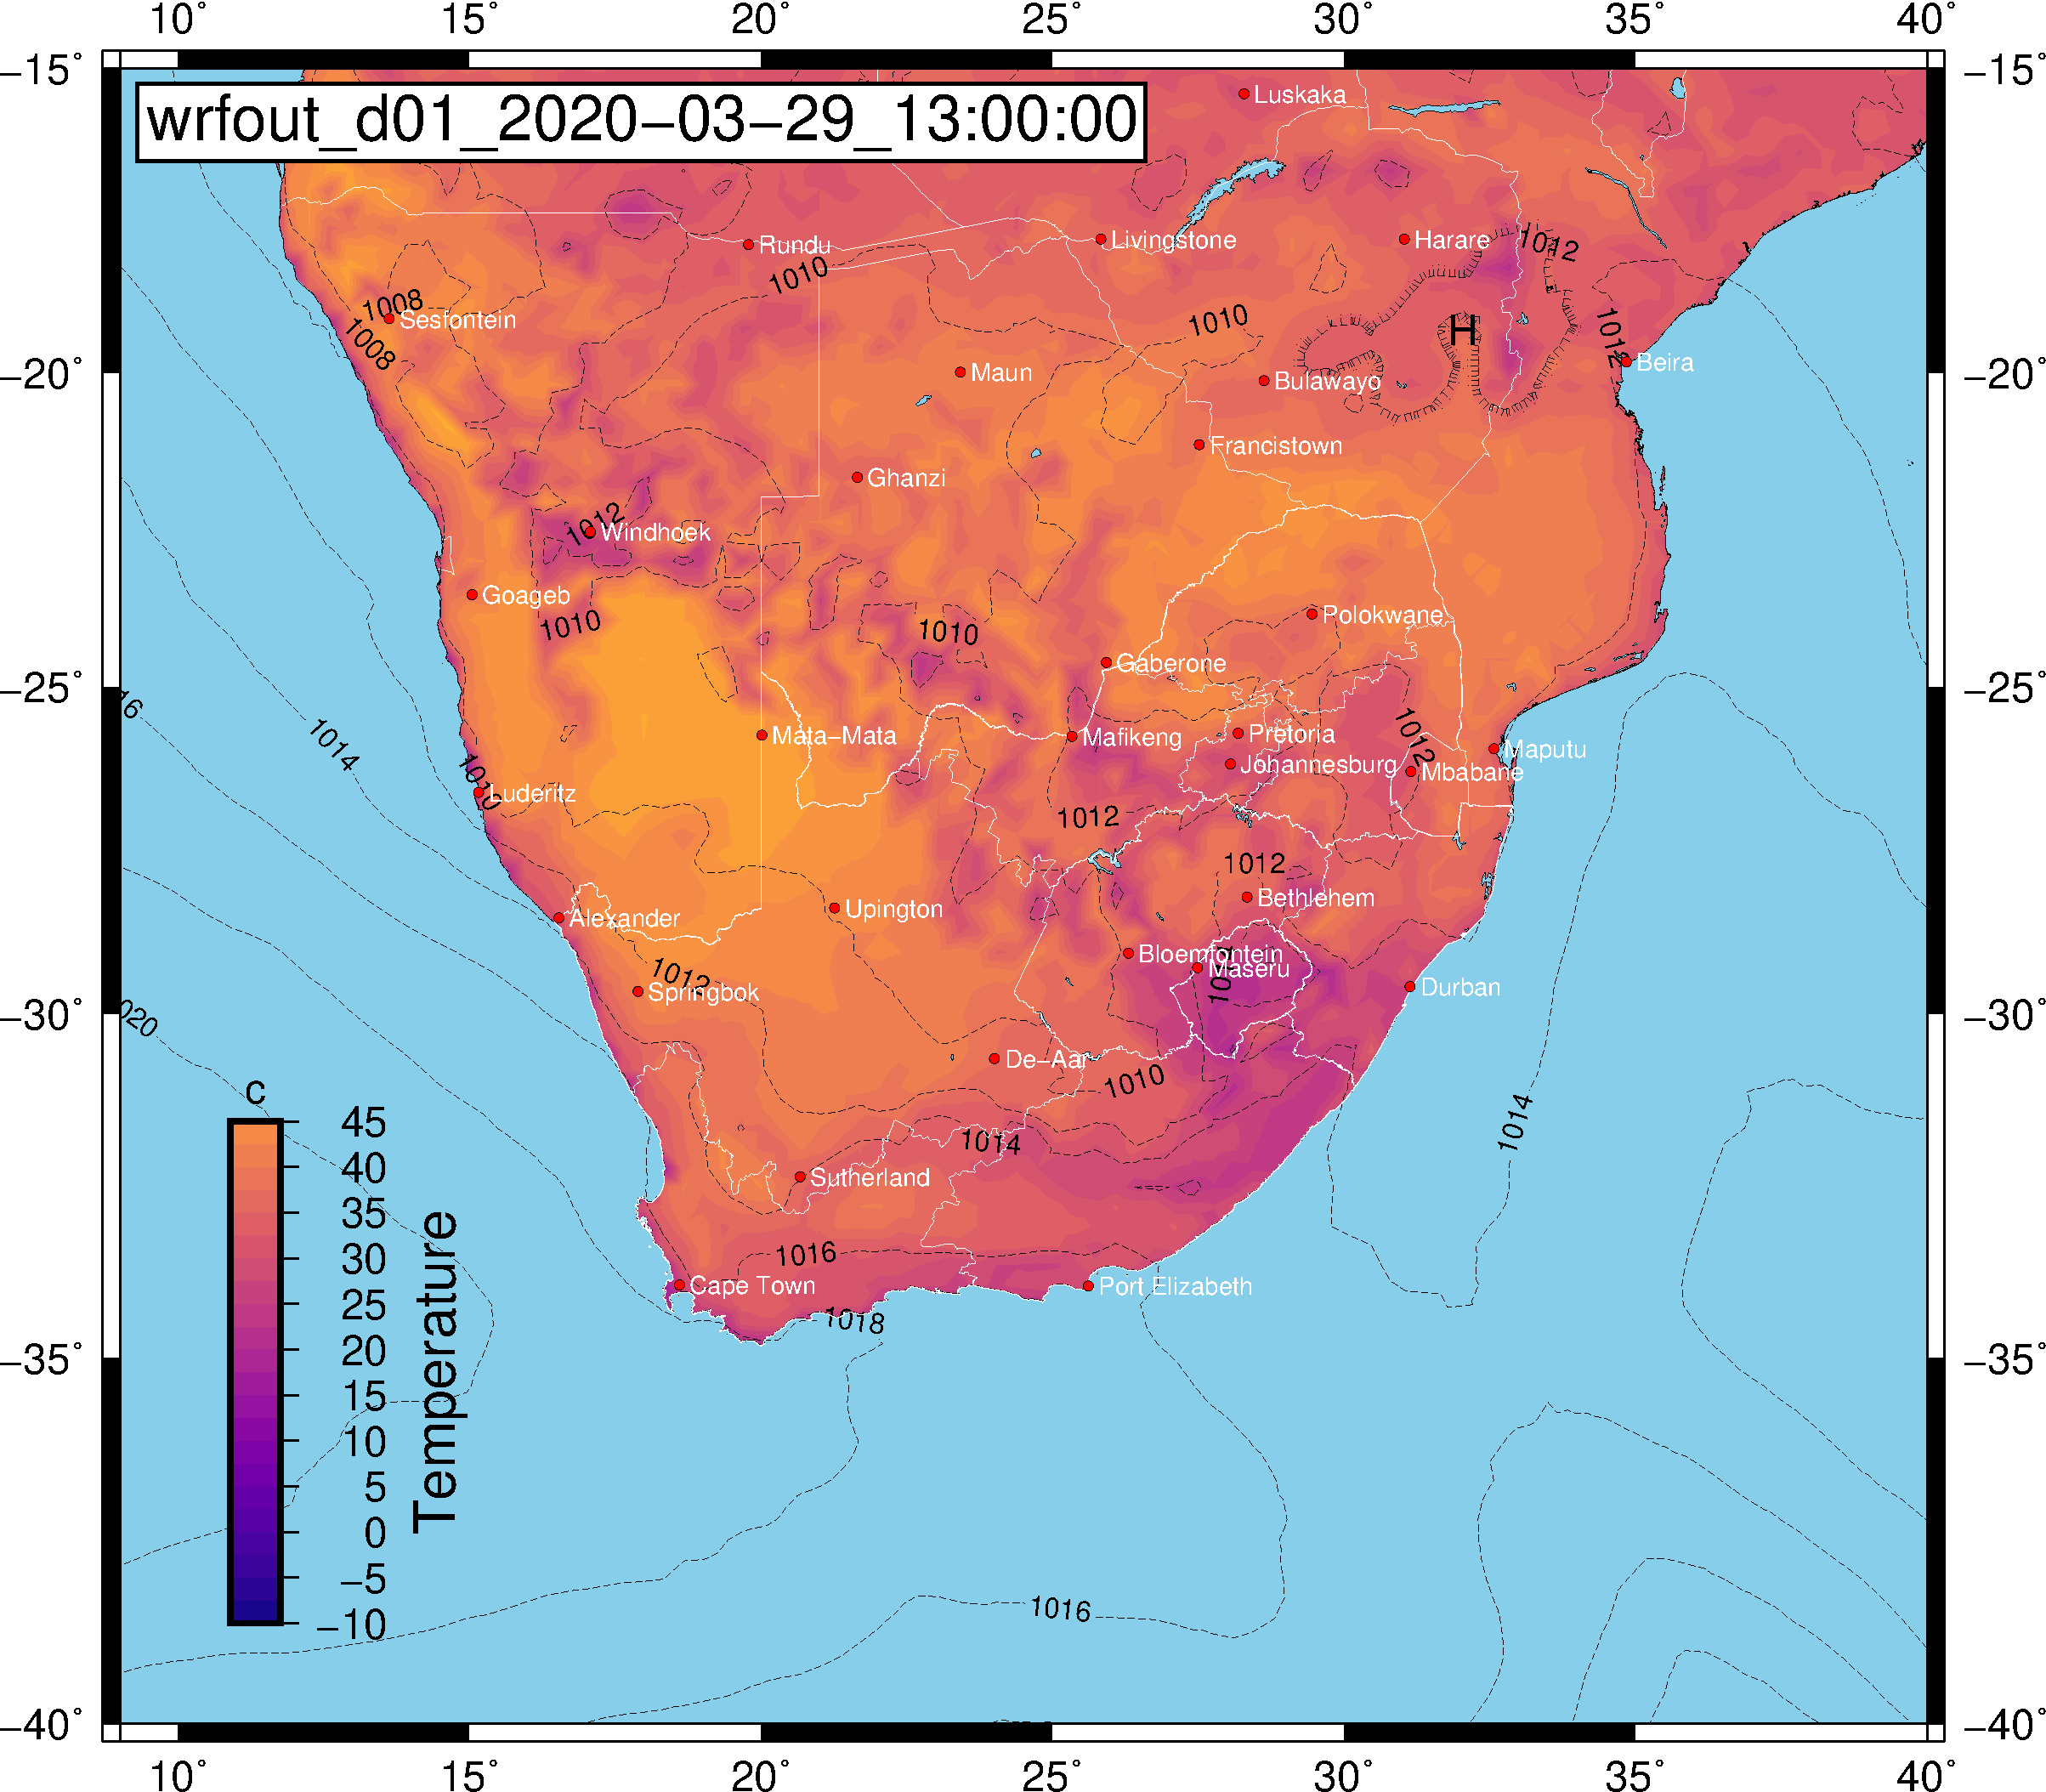 10° 15° 20° 25° 30° 35° 40°
−15° −15°
wrfout_d01_2020−03−29_13:00:00
Luskaka
Rundu
Livingstone
Harare
1012
1010
1008
Sesfontein
1008
1010
H
1012
Beira
−20° −20°
Maun
Bulawayo
Francistown
Ghanzi
1012
Windhoek
Goageb
1010
1010
Polokwane
Gaberone
−25° −25°
16
1014
Mata−Mata
Mafikeng
Pretoria
1012
Maputu
Johannesburg
Mbabane
1010
Luderitz
1012
1012
Bethlehem
Alexander
Upington
Bloemfontein
Maseru
1012
Springbok
Durban
−30° −30°
020
De−Aar
1010
1014
1014
Sutherland
1016
Cape Town
Port Elizabeth
1018
c
45
40
35
30
25
20
15
10
5
0
−5
−10
Temperature
−35° −35°
1016
−40° −40°
10° 15° 20° 25° 30° 35° 40°